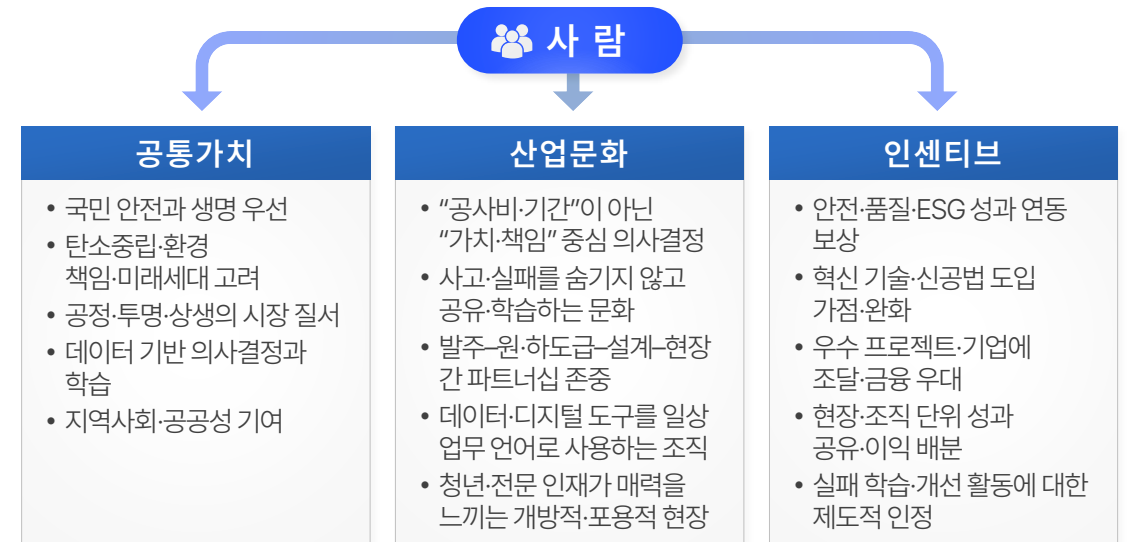 사 람
공통가치
• 국민 안전과 생명 우선
• 탄소중립·환경
책임·미래세대 고려
• 공정·투명·상생의 시장 질서
• 데이터 기반 의사결정과
학습
• 지역사회·공공성 기여
산업문화
• “공사비·기간”이 아닌
“가치·책임” 중심 의사결정
• 사고·실패를 숨기지 않고
공유·학습하는 문화
• 발주–원·하도급–설계–현장
간 파트너십 존중
• 데이터·디지털 도구를 일상
업무 언어로 사용하는 조직
• 청년·전문 인재가 매력을
느끼는 개방적·포용적 현장
인센티브
• 안전·품질·ESG 성과 연동
보상
• 혁신 기술·신공법 도입
가점·완화
• 우수 프로젝트·기업에
조달·금융 우대
• 현장·조직 단위 성과
공유·이익 배분
• 실패 학습·개선 활동에 대한
제도적 인정